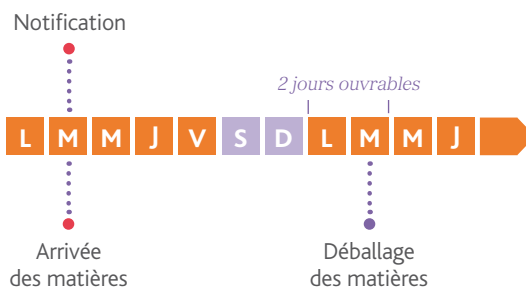 Notification
2 jours ouvrables
L M M J V S D L M M J
Arrivée
des matières
Déballage
des matières